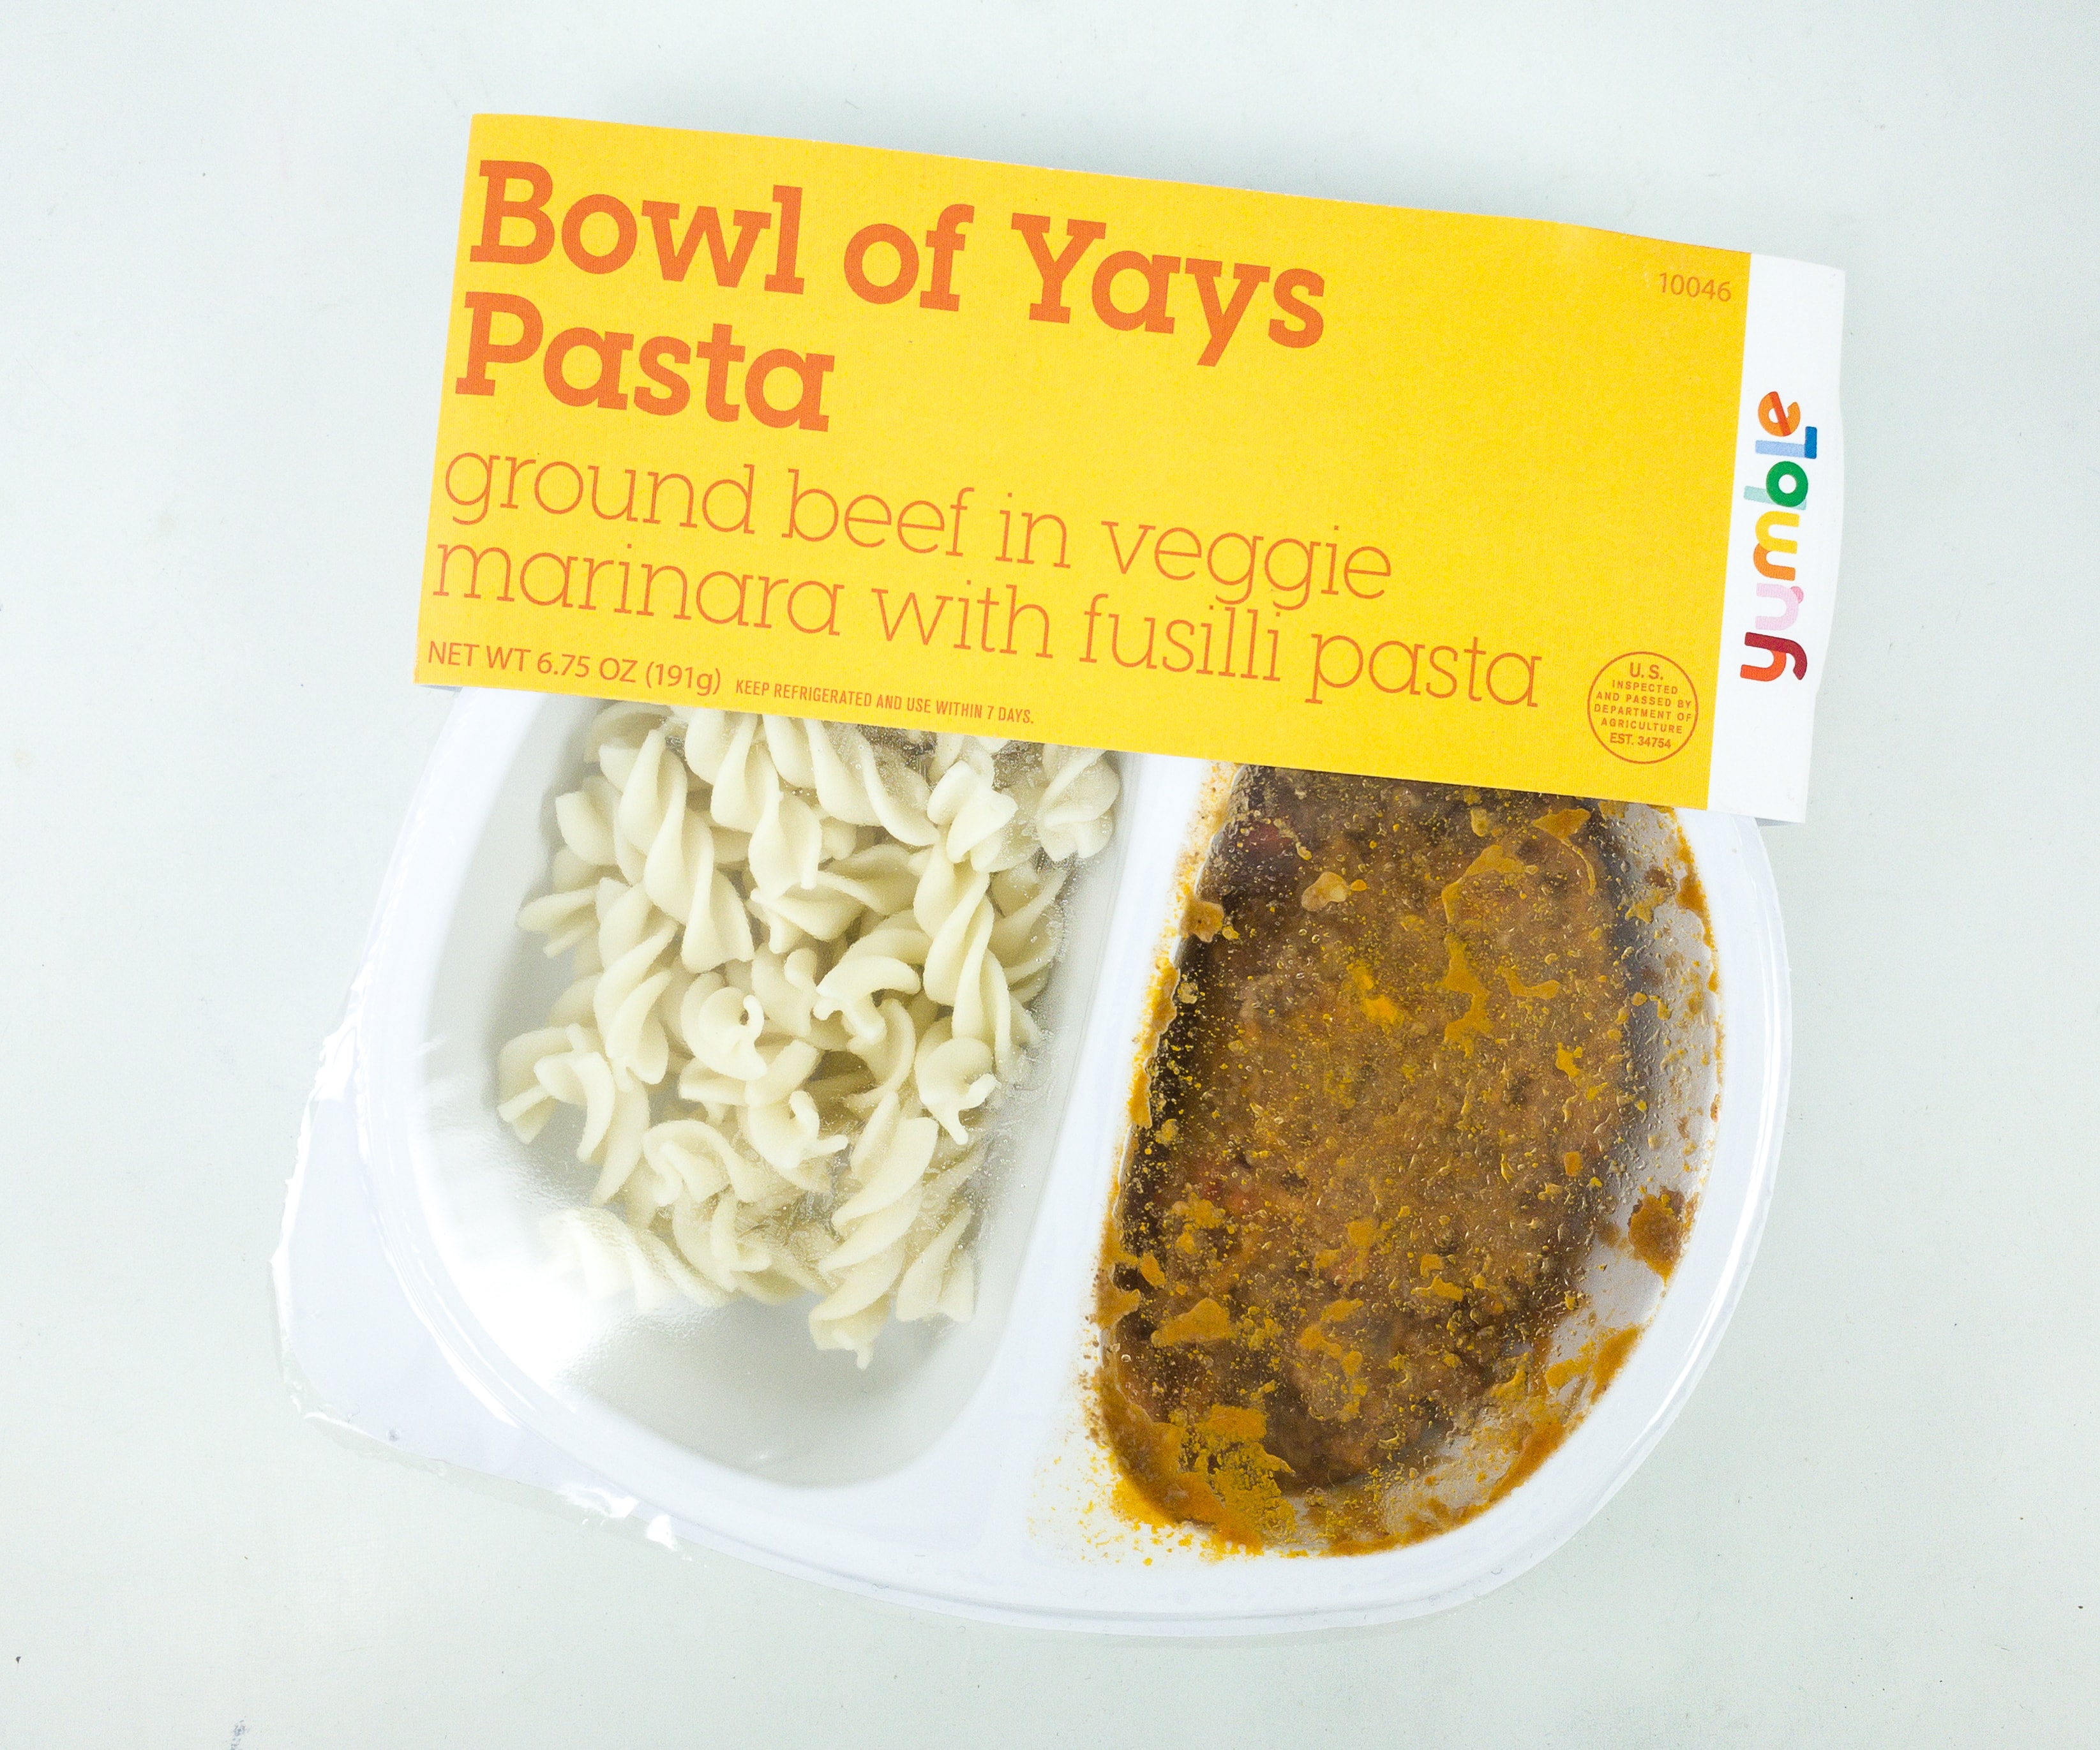 Bowl of Yays
Pasta
10046
ground beef in veggie
marinara with fusilli pasta
NET WT 6.75 OZ (191g) KEEP REFRIGERATED AND USE WITHIN 7 DAYS.
U.S.
INSPECTED
AND PASSED BY
DEPARTMENT OF
AGRICULTURE
EST. 34754
yumble